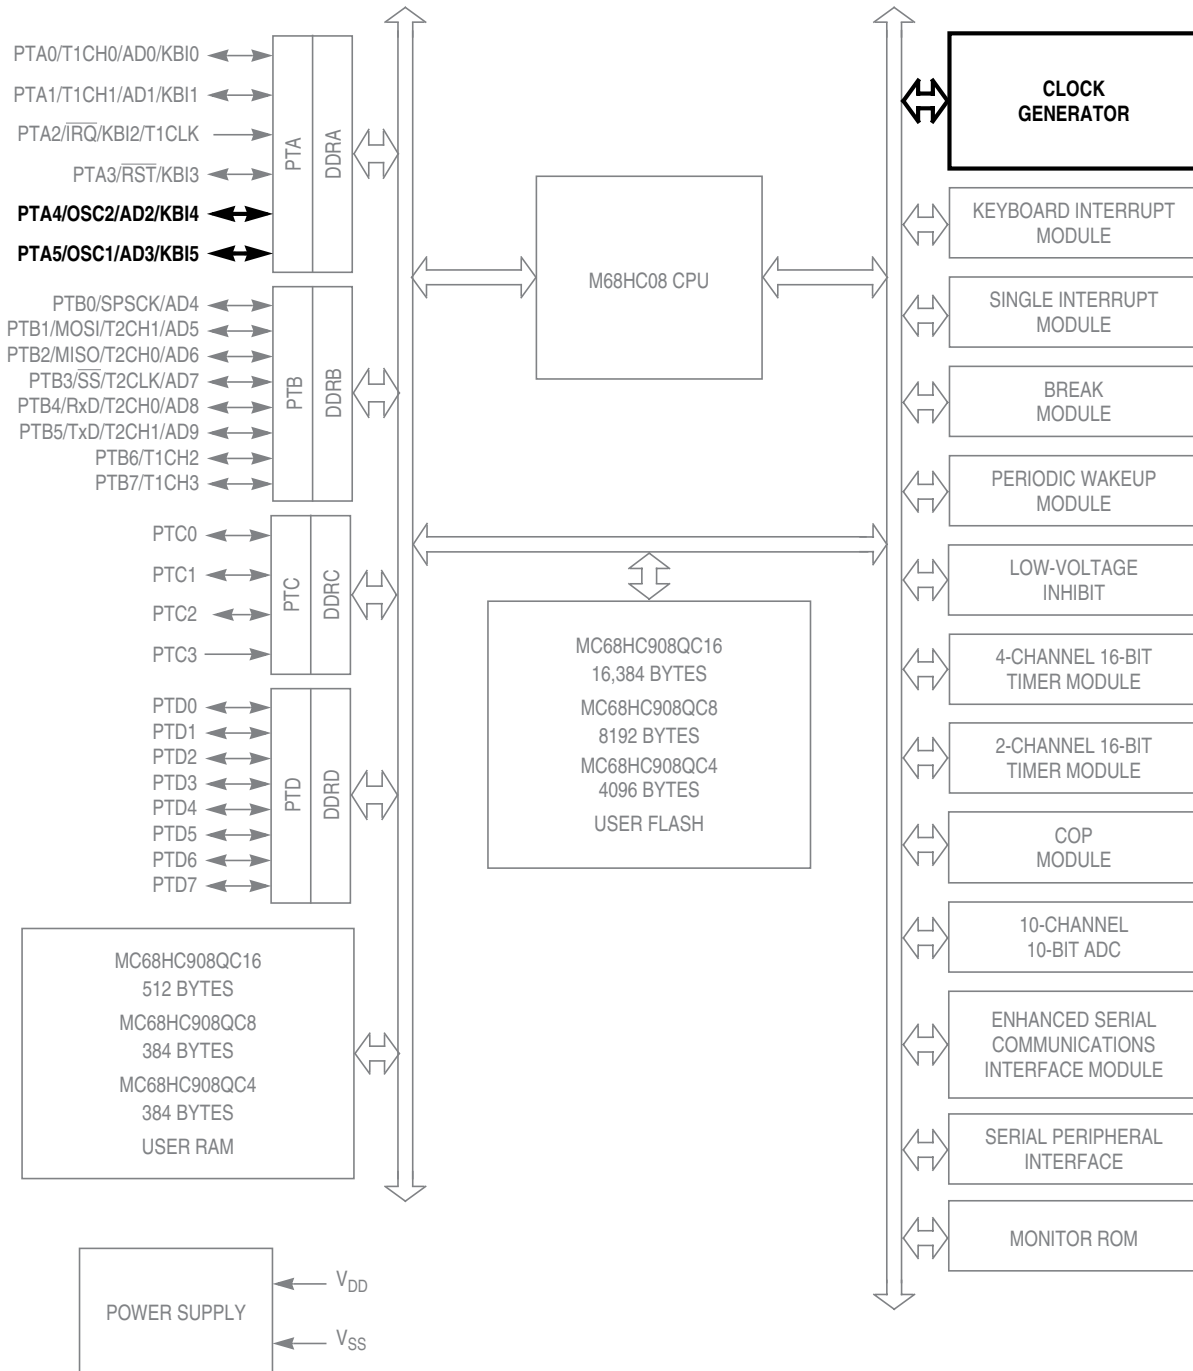 PTA0/T1CH0/AD0/KBI0
PTA1/T1CH1/AD1/KBI1
PTA2/IRQ/KBI2/T1CLK
PTA3/RST/KBI3
PTA4/OSC2/AD2/KBI4
PTA5/OSC1/AD3/KBI5
PTA
DDRA
PTB0/SPSCK/AD4
PTB1/MOSI/T2CH1/AD5
PTB2/MISO/T2CH0/AD6
PTB3/SS/T2CLK/AD7
PTB4/RxD/T2CH0/AD8
PTB5/TxD/T2CH1/AD9
PTB6/T1CH2
PTB7/T1CH3
PTB
DDRB
PTC0
PTC1
PTC2
PTC3
PTC
DDRC
PTD0
PTD1
PTD2
PTD3
PTD4
PTD5
PTD6
PTD7
PTD
DDRD
MC68HC908QC16
512 BYTES
MC68HC908QC8
384 BYTES
MC68HC908QC4
384 BYTES
USER RAM
POWER SUPPLY
VDD
VSS
M68HC08 CPU
MC68HC908QC16
16,384 BYTES
MC68HC908QC8
8192 BYTES
MC68HC908QC4
4096 BYTES
USER FLASH
CLOCK
GENERATOR
KEYBOARD INTERRUPT
MODULE
SINGLE INTERRUPT
MODULE
BREAK
MODULE
PERIODIC WAKEUP
MODULE
LOW-VOLTAGE
INHIBIT
4-CHANNEL 16-BIT
TIMER MODULE
2-CHANNEL 16-BIT
TIMER MODULE
COP
MODULE
10-CHANNEL
10-BIT ADC
ENHANCED SERIAL
COMMUNICATIONS
INTERFACE MODULE
SERIAL PERIPHERAL
INTERFACE
MONITOR ROM